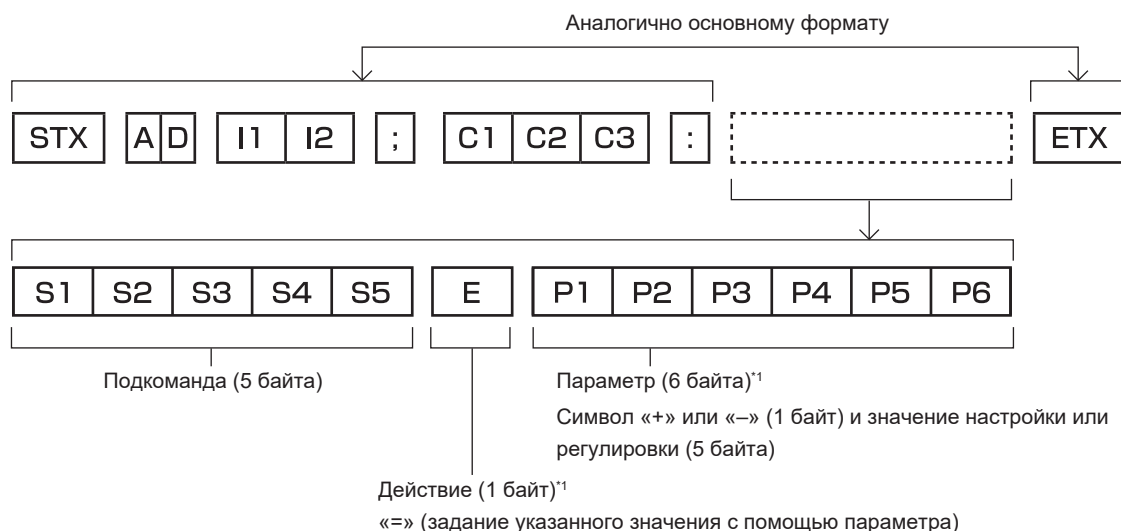 Аналогично основному формату
STX A D I1 I2 ; C1 C2 C3 : ETX
S1 S2 S3 S4 S5 E P1 P2 P3 P4 P5 P6
Подкоманда (5 байта)
Параметр (6 байта)*1
Символ «+» или «–» (1 байт) и значение настройки или
регулировки (5 байта)
Действие (1 байт)*1
«=» (задание указанного значения с помощью параметра)